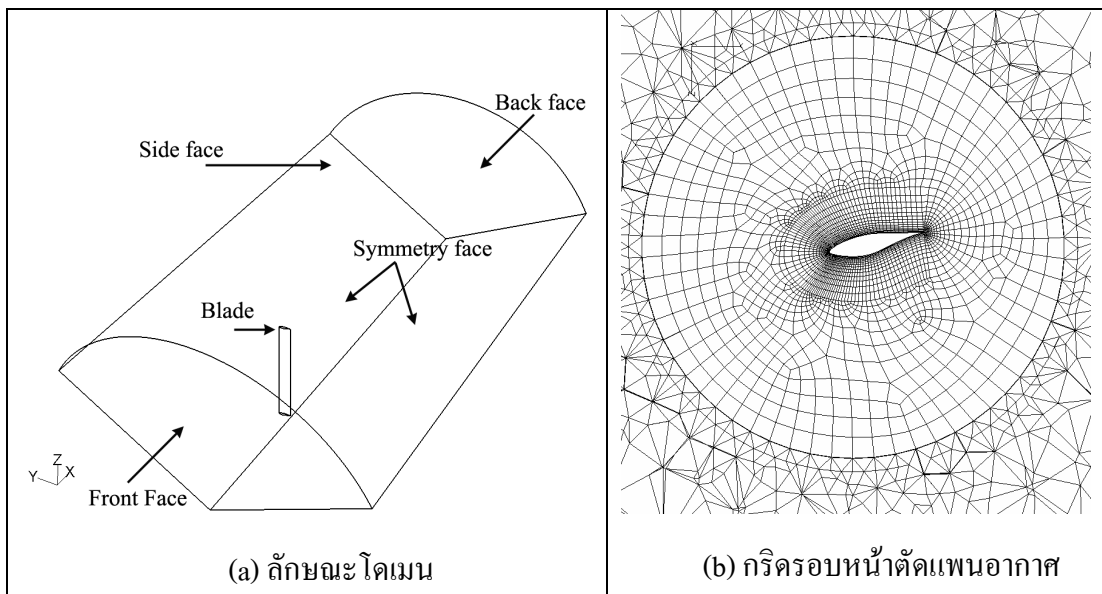 Back face
Side face
Symmetry face
Blade
Z
Y X
Front Face
(a) ลักษณะโดเมน
(b) กริดรอบหน้าตัดแพนอากาศ